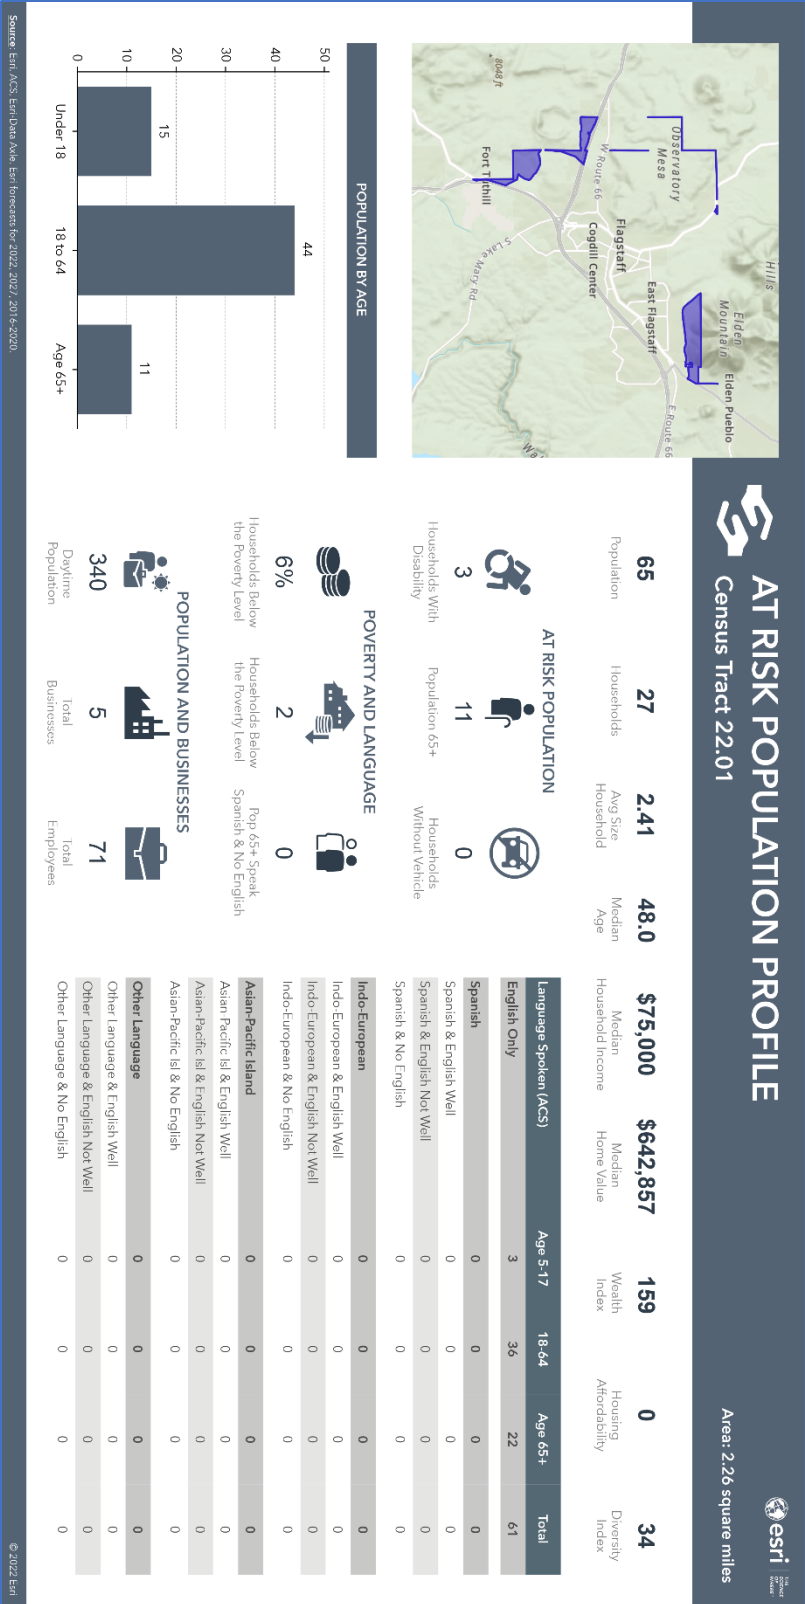 AT RISK POPULATION PROFILE
Census Tract 22.01
esri
THE
SCIENCE
OF
WHERE
Area: 2.26 square miles
Hills
Observatory
Mesa
Elden
Mountain
Elden Pueblo
W Route 66
Flagstaff
East Flagstaff
Cogdill Center
E Route 66
Fort Tuthill
S Lake Mary Rd
8048 ft
Wa
65
Population
27
Households
2.41
Avg Size
Household
48.0
Median
Age
$75,000
Median
Household Income
$642,857
Median
Home Value
159
Wealth
Index
0
Housing
Affordability
34
Diversity
Index
AT RISK POPULATION
3
Households With
Disability
11
Population 65+
0
Households
Without Vehicle
POVERTY AND LANGUAGE
6%
Households Below
the Poverty Level
2
Households Below
the Poverty Level
0
Pop 65+ Speak
Spanish & No English
POPULATION AND BUSINESSES
340
Daytime
Population
5
Total
Businesses
71
Total
Employees
POPULATION BY AGE
50
40
30
20
10
0
15
44
11
Under 18
18 to 64
Age 65+
Language Spoken (ACS) Age 5-17 18-64 Age 65+ Total
English Only 3 36 22 61
Spanish 0 0 0 0
Spanish & English Well 0 0 0 0
Spanish & English Not Well 0 0 0 0
Spanish & No English 0 0 0 0
Indo-European 0 0 0 0
Indo-European & English Well 0 0 0 0
Indo-European & English Not Well 0 0 0 0
Indo-European & No English 0 0 0 0
Asian-Pacific Island 0 0 0 0
Asian-Pacific Isl & English Well 0 0 0 0
Asian-Pacific Isl & English Not Well 0 0 0 0
Asian-Pacific Isl & No English 0 0 0 0
Other Language 0 0 0 0
Other Language & English Well 0 0 0 0
Other Language & English Not Well 0 0 0 0
Other Language & No English 0 0 0 0
Source: Esri, ACS, Esri-Data Axle. Esri forecasts for 2022, 2027, 2016-2020.
© 2022 Esri